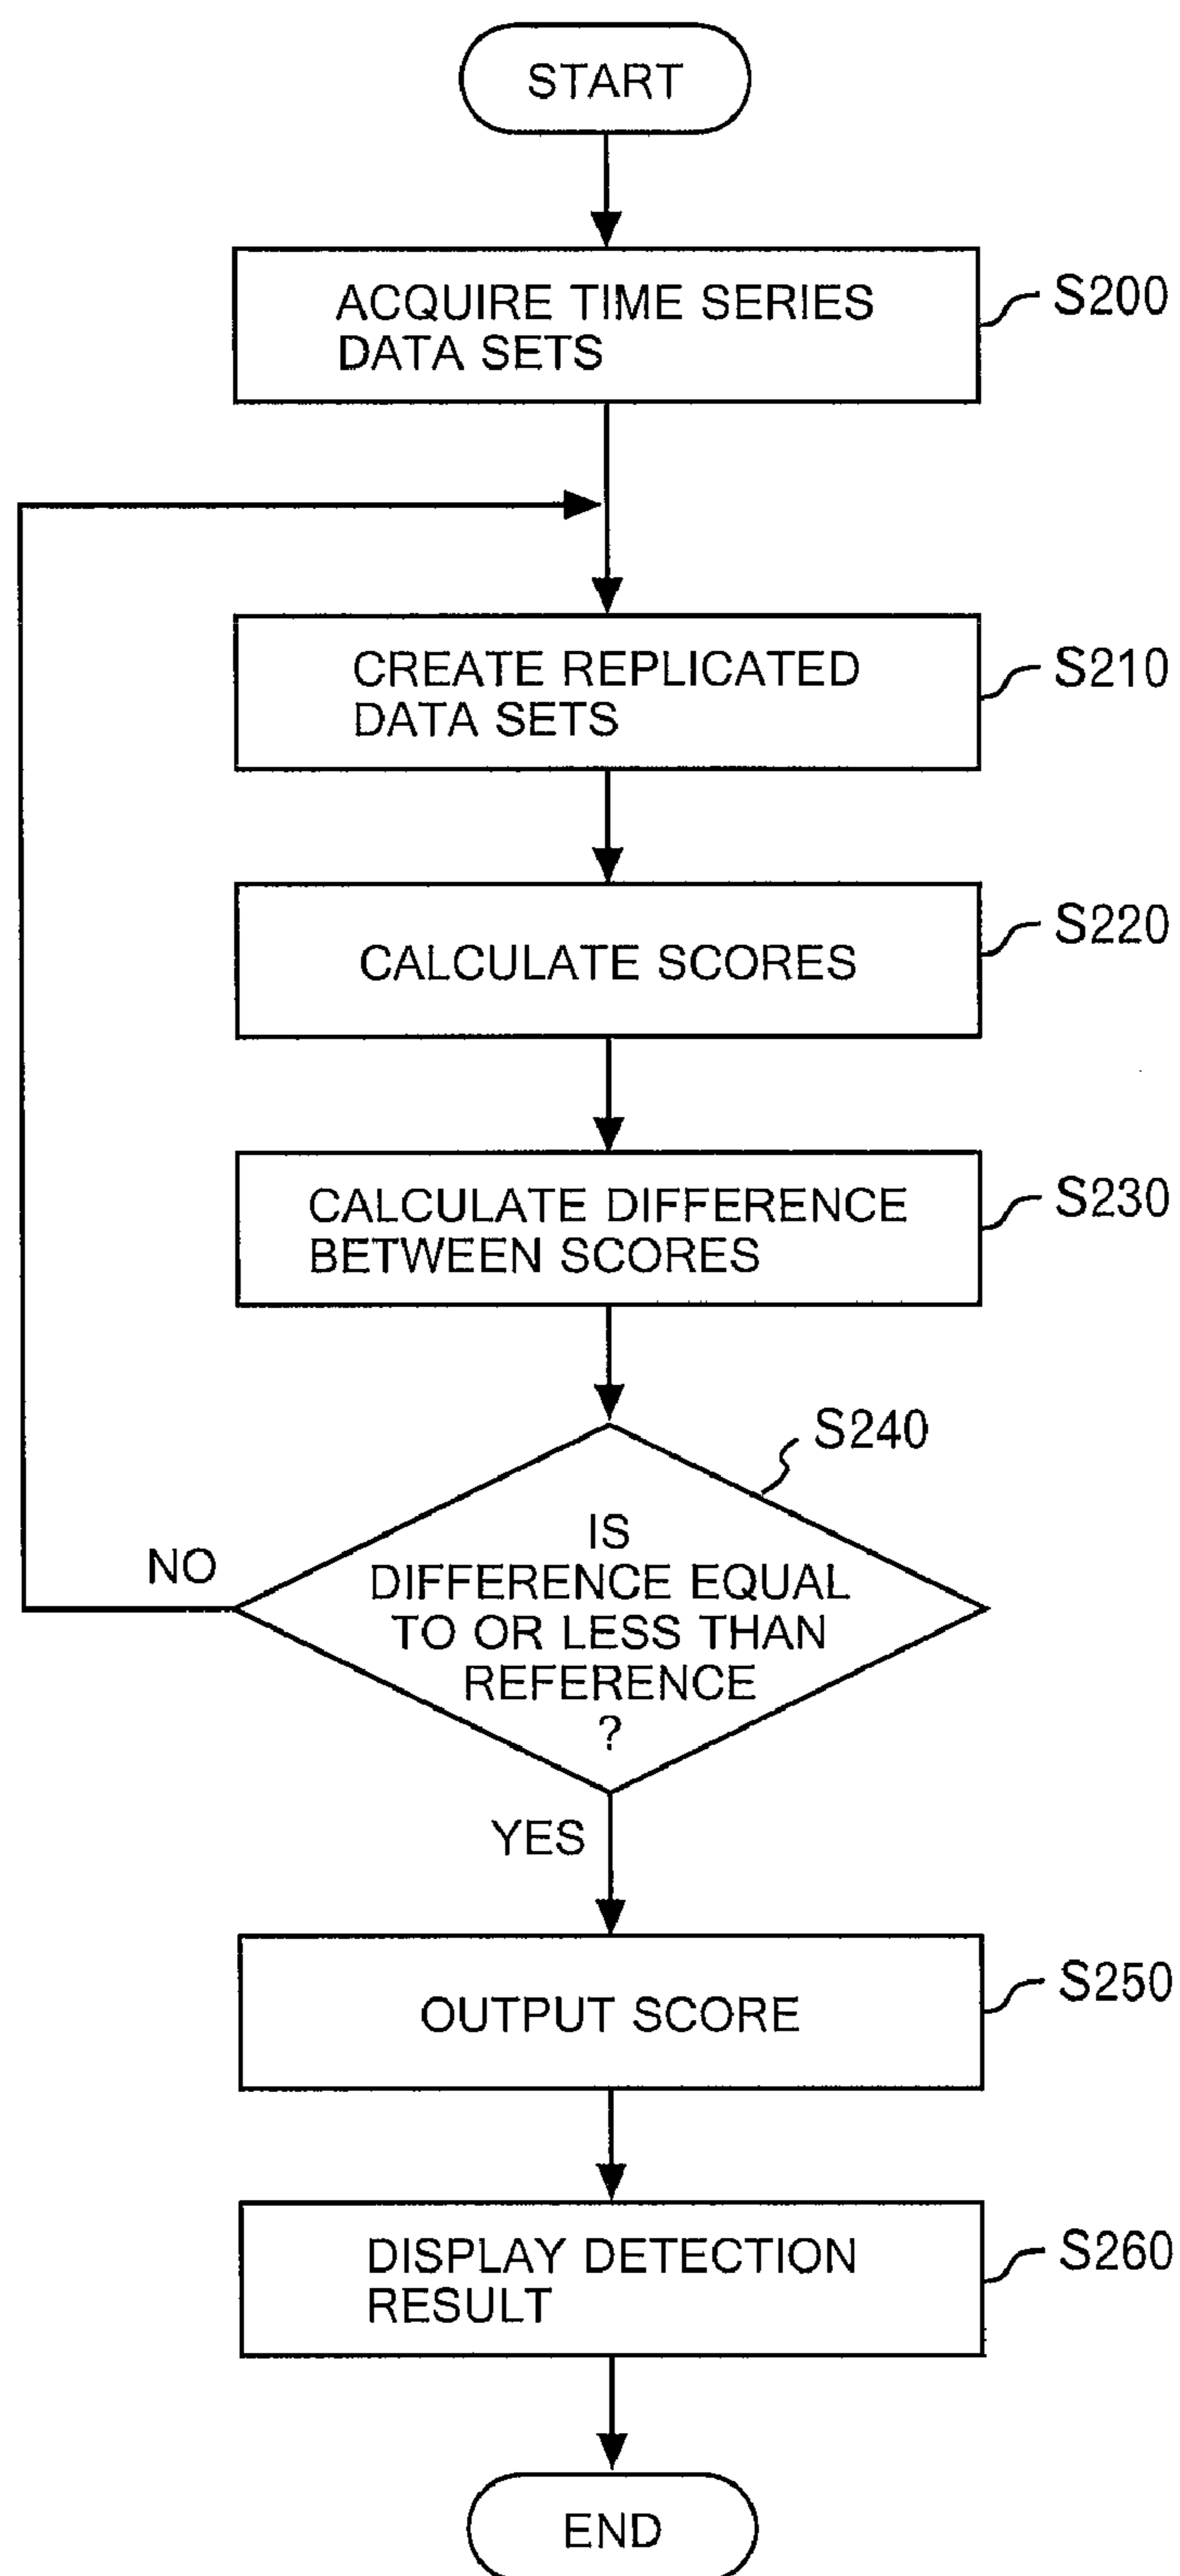 START
ACQUIRE TIME SERIES
DATA SETS
S200
CREATE REPLICATED
DATA SETS
S210
CALCULATE SCORES
S220
CALCULATE DIFFERENCE
BETWEEN SCORES
S230
S240
IS
DIFFERENCE EQUAL
TO OR LESS THAN
REFERENCE
?
NO
YES
OUTPUT SCORE
S250
DISPLAY DETECTION
RESULT
S260
END